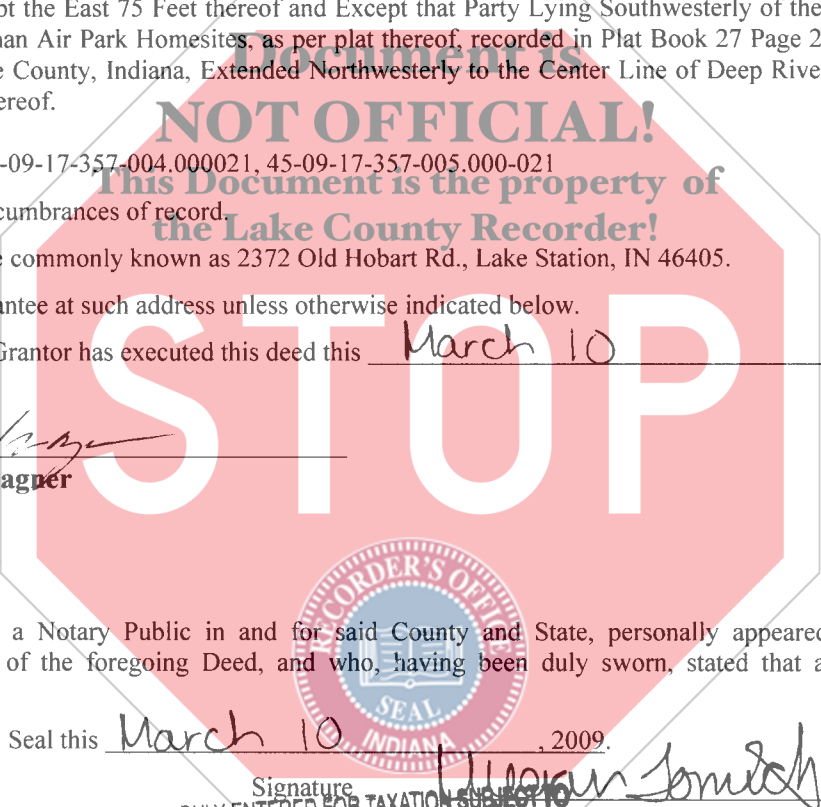 pt the East 75 Feet thereof and Except that Party Lying Southwesterly of the
nan Air Park Homesites, as per plat thereof, recorded in Plat Book 27 Page 2
e County, Indiana, Extended Northwesterly to the Center Line of Deep Rive
ereof.
Document is
NOT OFFICIAL!
This Document is the property of
the Lake County Recorder!
-09-17-357-004.000021, 45-09-17-357-005.000-021
cumbrances of record.
e commonly known as 2372 Old Hobart Rd., Lake Station, IN 46405.
antee at such address unless otherwise indicated below.
Grantor has executed this deed this March 10
STOP
agner
RECORDER'S OFFICE
SEAL
INDIANA
a Notary Public in and for said County and State, personally appeared
of the foregoing Deed, and who, having been duly sworn, stated that a
Seal this March 10, 2009.
Signature
DULY ENTERED FOR TAXATION SUBJECT TO